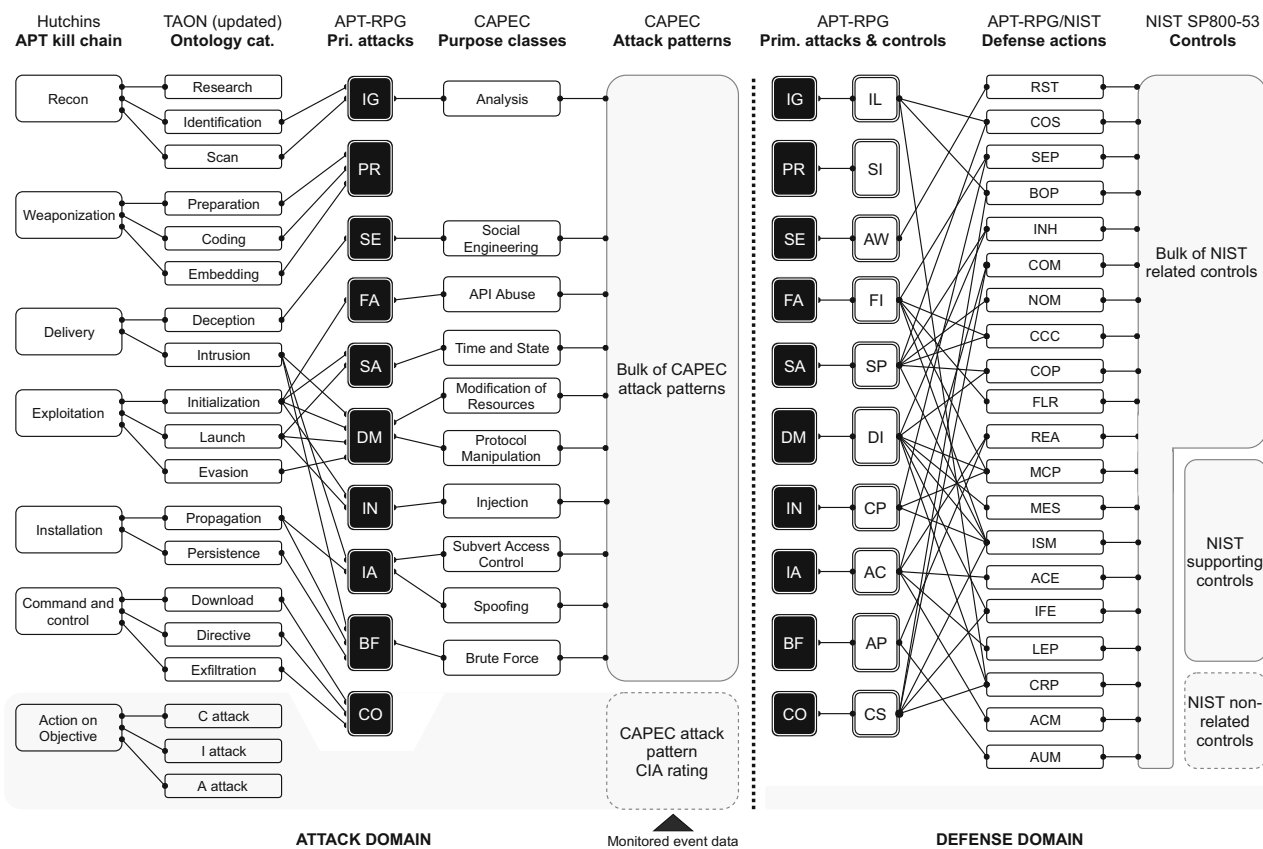 Hutchins
APT kill chain
TAON (updated)
Ontology cat.
APT-RPG
Pri. attacks
CAPEC
Purpose classes
CAPEC
Attack patterns
APT-RPG
Prim. attacks & controls
APT-RPG/NIST
Defense actions
NIST SP800-53
Controls
Recon
Weaponization
Delivery
Exploitation
Installation
Command and
control
Action on
Objective
Research
Identification
Scan
Preparation
Coding
Embedding
Deception
Intrusion
Initialization
Launch
Evasion
Propagation
Persistence
Download
Directive
Exfiltration
C attack
I attack
A attack
IG
PR
SE
FA
SA
DM
IN
IA
BF
CO
Analysis
Social
Engineering
API Abuse
Time and State
Modification of
Resources
Protocol
Manipulation
Injection
Subvert Access
Control
Spoofing
Brute Force
Bulk of CAPEC
attack patterns
CAPEC attack
pattern
CIA rating
Monitored event data
IG
PR
SE
FA
SA
DM
IN
IA
BF
CO
IL
SI
AW
FI
SP
DI
CP
AC
AP
CS
RST
COS
SEP
BOP
INH
COM
NOM
CCC
COP
FLR
REA
MCP
MES
ISM
ACE
IFE
LEP
CRP
ACM
AUM
Bulk of NIST
related controls
NIST
supporting
controls
NIST non-
related
controls
ATTACK DOMAIN
DEFENSE DOMAIN